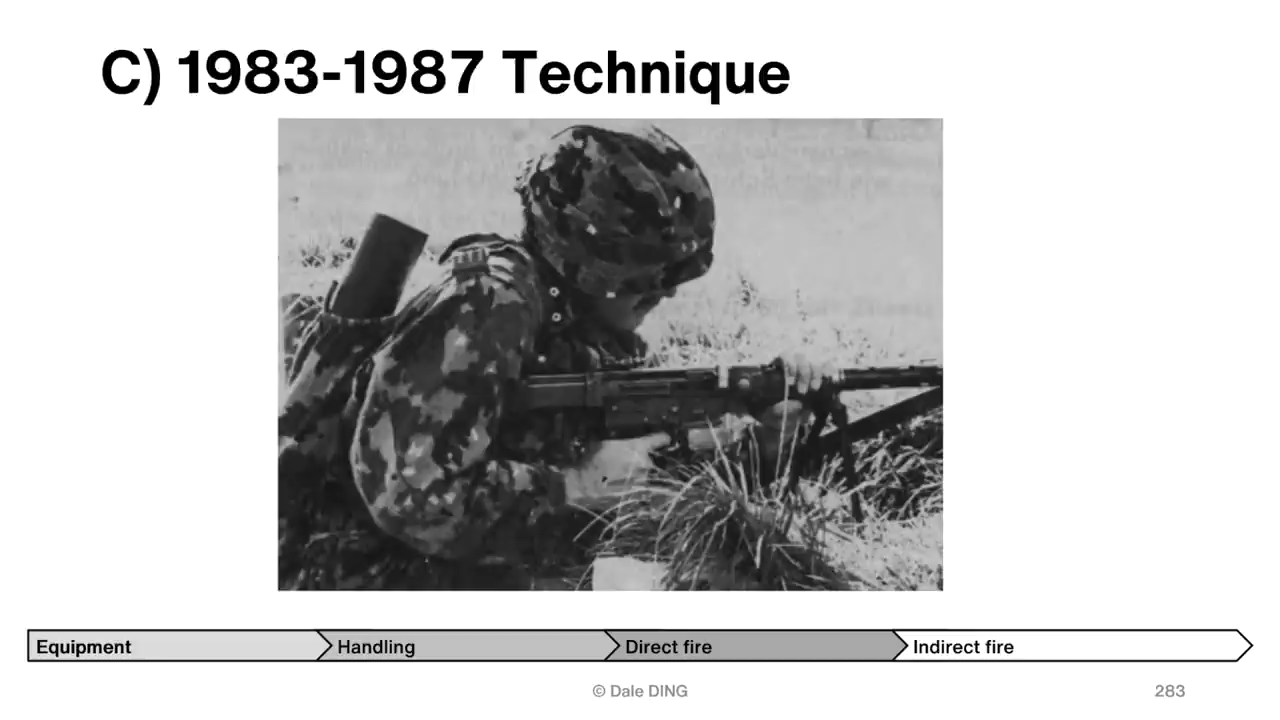 C) 1983-1987 Technique
Equipment
Handling
Direct fire
Indirect fire
© Dale DING
283